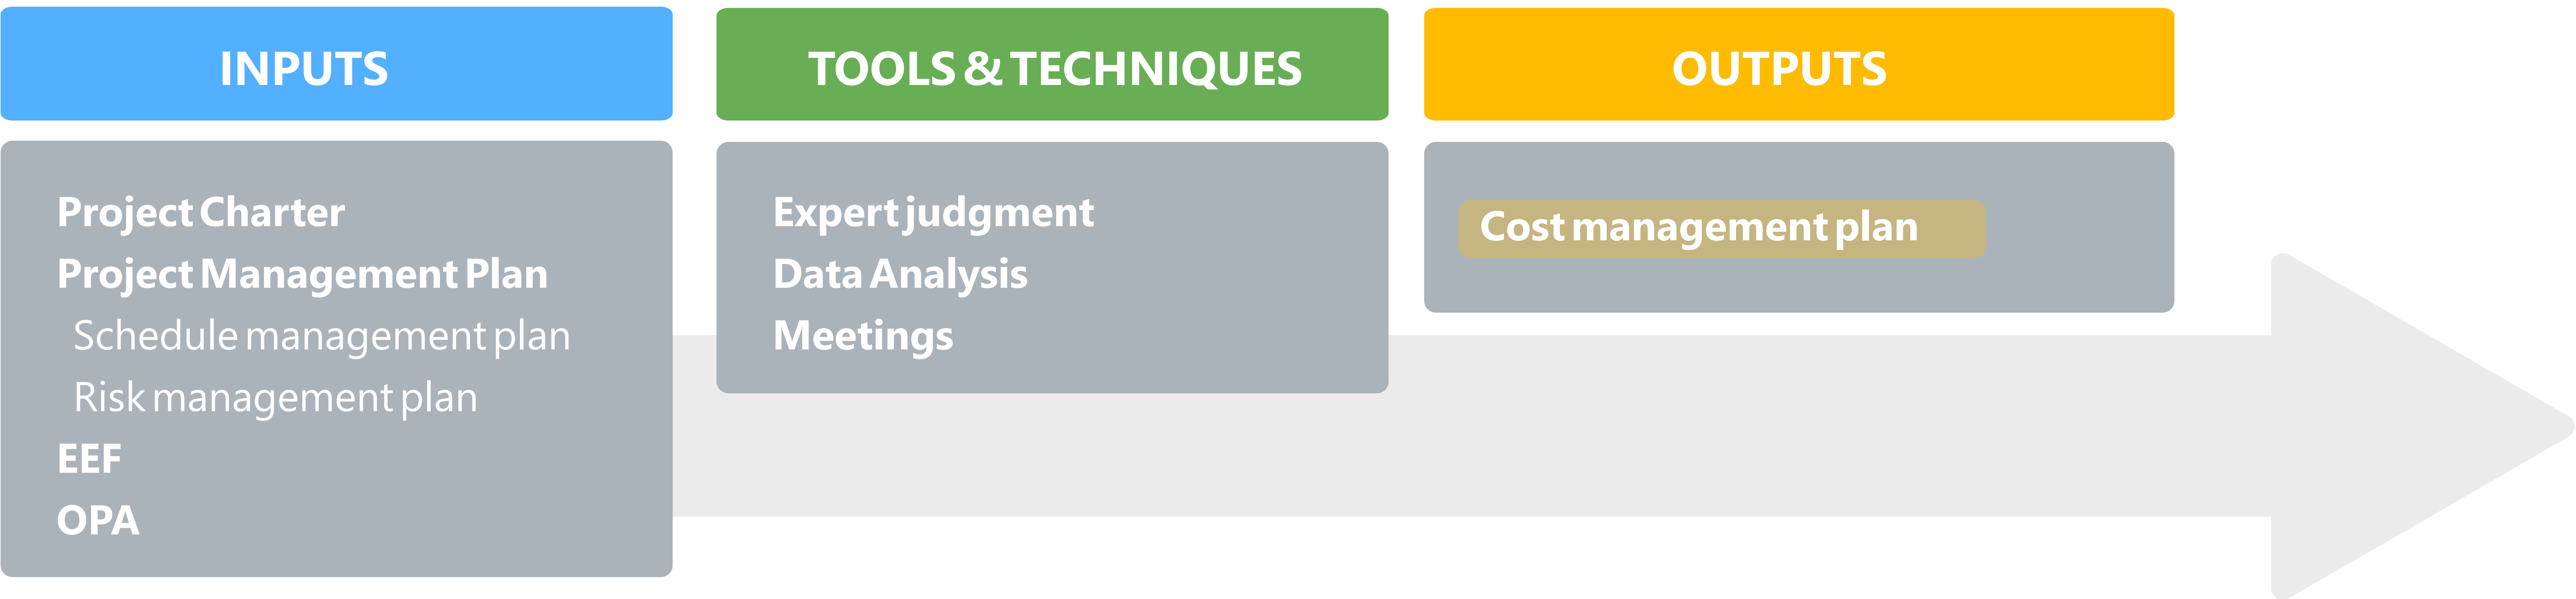 INPUTS
Project Charter
Project Management Plan
Schedule management plan
Risk management plan
EEF
OPA
TOOLS & TECHNIQUES
Expert judgment
Data Analysis
Meetings
OUTPUTS
Cost management plan